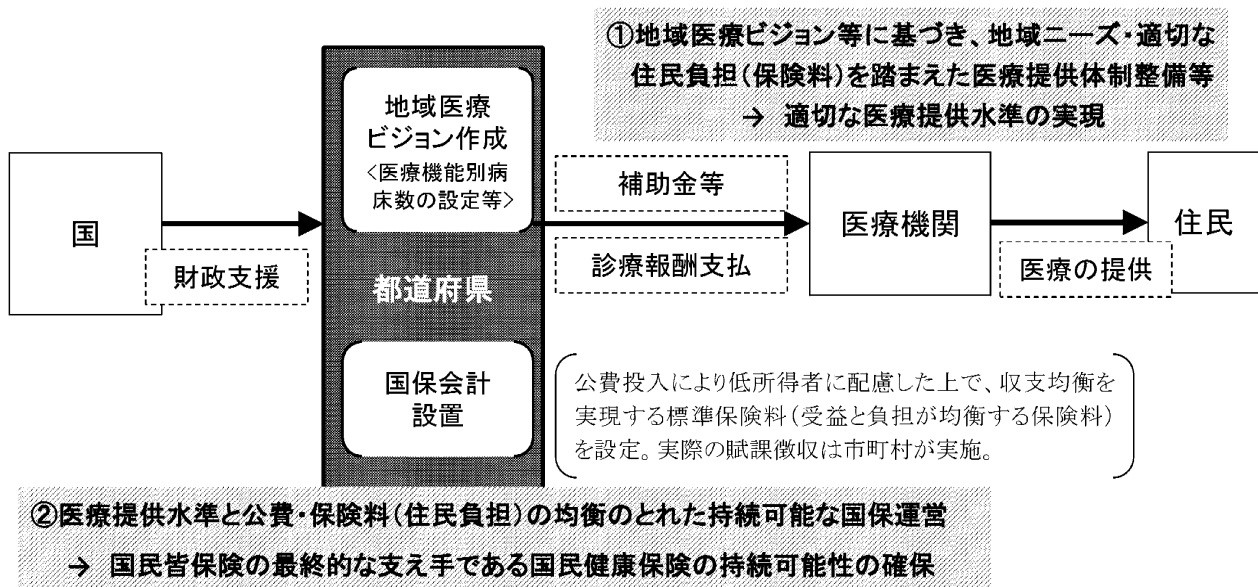 ①地域医療ビジョン等に基づき、地域ニーズ・適切な
住民負担(保険料)を踏まえた医療提供体制整備等
→ 適切な医療提供水準の実現
地域医療
ビジョン作成
<医療機能別病
床数の設定等>
国
財政支援
都道府県
補助金等
診療報酬支払
医療機関
医療の提供
住民
国保会計
設置
公費投入により低所得者に配慮した上で、収支均衡を
実現する標準保険料(受益と負担が均衡する保険料)
を設定。実際の賦課徴収は市町村が実施。
②医療提供水準と公費・保険料(住民負担)の均衡のとれた持続可能な国保運営
→ 国民皆保険の最終的な支え手である国民健康保険の持続可能性の確保